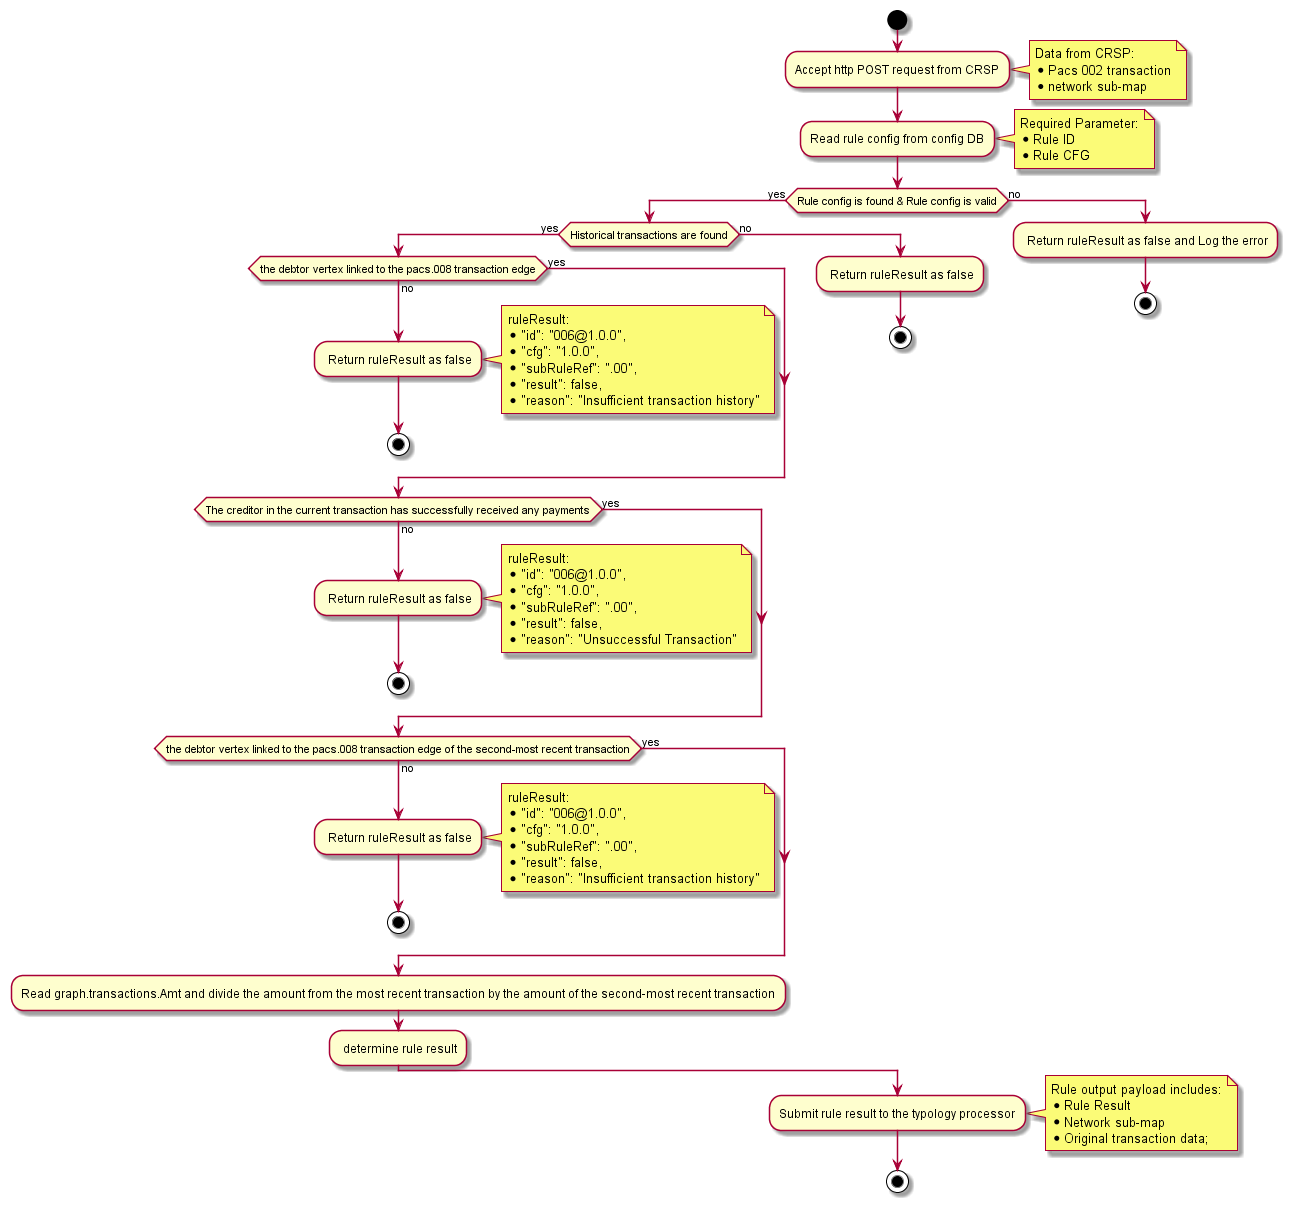 Accept http POST request from CRSP
Data from CRSP:
• Pacs 002 transaction
• network sub-map
Read rule config from config DB
Required Parameter:
• Rule ID
• Rule CFG
yes
Rule config is found & Rule config is valid
no
yes
Historical transactions are found
no
Return ruleResult as false and Log the error
the debtor vertex linked to the pacs.008 transaction edge
yes
no
Return ruleResult as false
Return ruleResult as false
ruleResult:
• "id": "006@1.0.0",
• "cfg": "1.0.0",
• "subRuleRef": ".00",
• "result": false,
• "reason": "Insufficient transaction history"
The creditor in the current transaction has successfully received any payments
yes
no
Return ruleResult as false
ruleResult:
• "id": "006@1.0.0",
• "cfg": "1.0.0",
• "subRuleRef": ".00",
• "result": false,
• "reason": "Unsuccessful Transaction"
the debtor vertex linked to the pacs.008 transaction edge of the second-most recent transaction
yes
no
Return ruleResult as false
ruleResult:
• "id": "006@1.0.0",
• "cfg": "1.0.0",
• "subRuleRef": ".00",
• "result": false,
• "reason": "Insufficient transaction history"
Read graph.transactions.Amt and divide the amount from the most recent transaction by the amount of the second-most recent transaction
determine rule result
Submit rule result to the typology processor
Rule output payload includes:
• Rule Result
• Network sub-map
• Original transaction data;